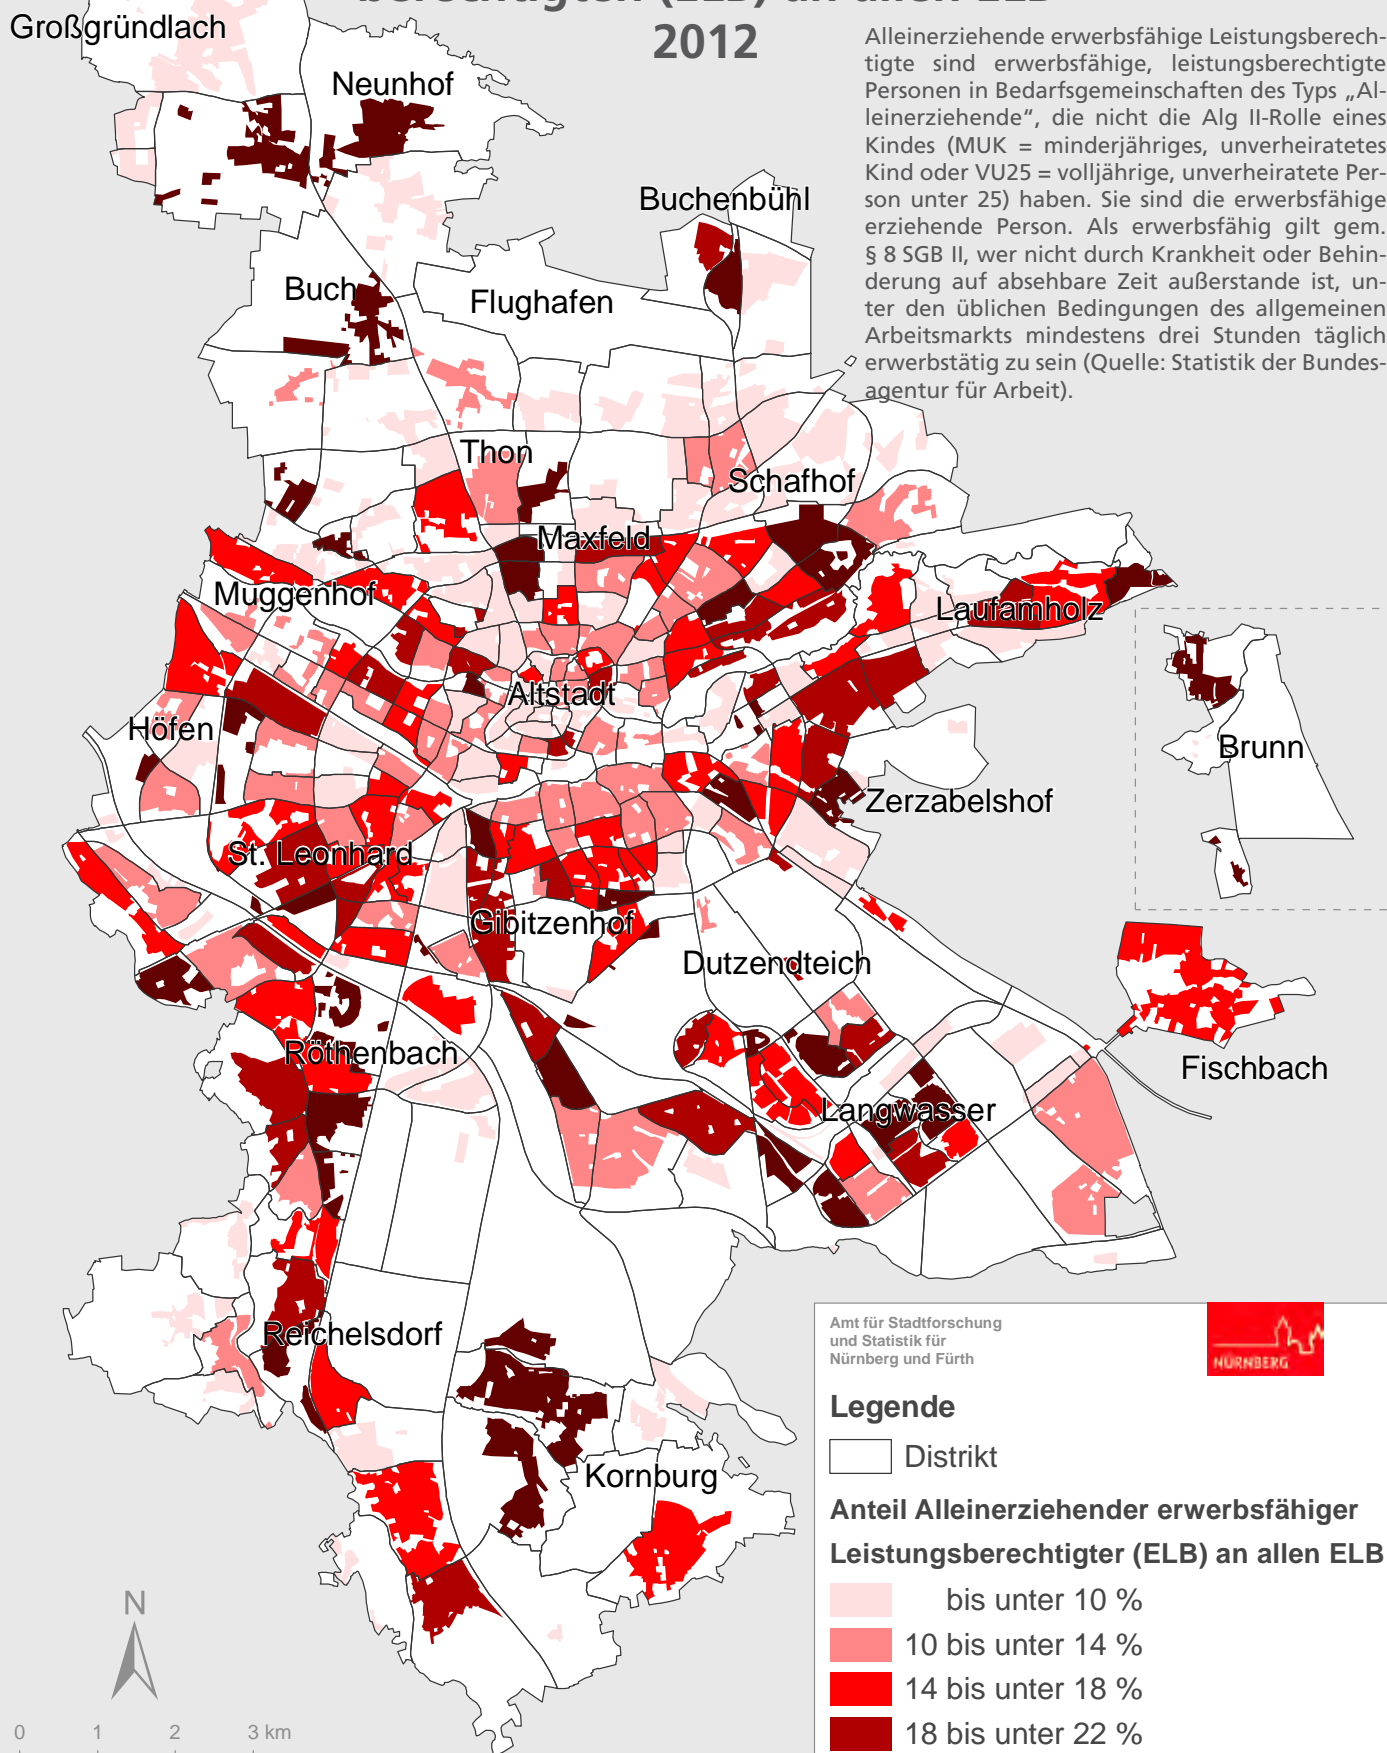 berechtigten (ELB) an allen ELB
2012
Alleinerziehende erwerbsfähige Leistungsberech-
tigte sind erwerbsfähige, leistungsberechtigte
Personen in Bedarfsgemeinschaften des Typs „Al-
leinerziehende“, die nicht die Alg II-Rolle eines
Kindes (MUK = minderjähriges, unverheiratetes
Kind oder VU25 = volljährige, unverheiratete Per-
son unter 25) haben. Sie sind die erwerbsfähige
erziehende Person. Als erwerbsfähig gilt gem.
§ 8 SGB II, wer nicht durch Krankheit oder Behin-
derung auf absehbare Zeit außerstande ist, un-
ter den üblichen Bedingungen des allgemeinen
Arbeitsmarkts mindestens drei Stunden täglich
erwerbstätig zu sein (Quelle: Statistik der Bundes-
agentur für Arbeit).
Großgründlach
Neunhof
Buchenbühl
Buch
Flughafen
Thon
Schafhof
Maxfeld
Muggenhof
Laufamholz
Altstadt
Höfen
Brunn
Zerzabelshof
St. Leonhard
Gibitzenhof
Dutzendteich
Röthenbach
Fischbach
Langwasser
Reichelsdorf
Kornburg
Amt für Stadtforschung
und Statistik für
Nürnberg und Fürth
NÜRNBERG
Legende
Distrikt
Anteil Alleinerziehender erwerbsfähiger
Leistungsberechtigter (ELB) an allen ELB
bis unter 10 %
10 bis unter 14 %
14 bis unter 18 %
18 bis unter 22 %
N
0 1 2 3 km